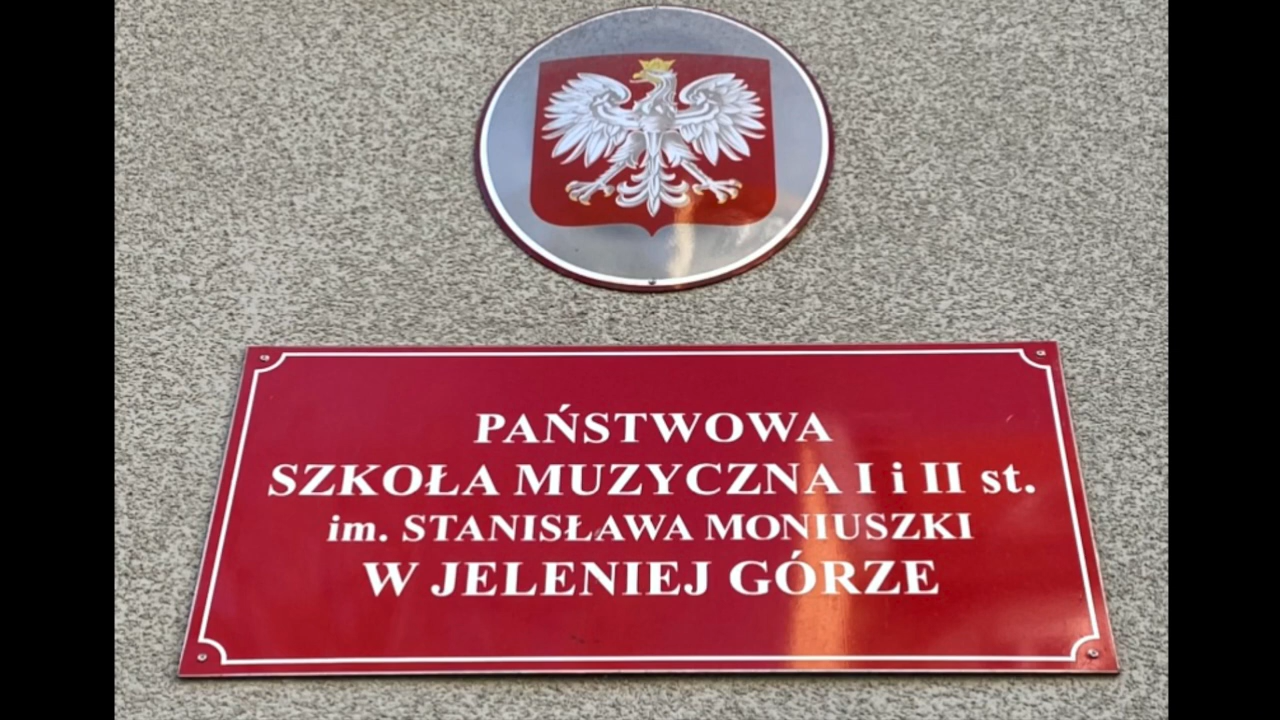 PAŃSTWOWA
SZKOŁA MUZYCZNA I i II st.
im. STANISŁAWA MONIUSZKI
W JELENIEJ GÓRZE